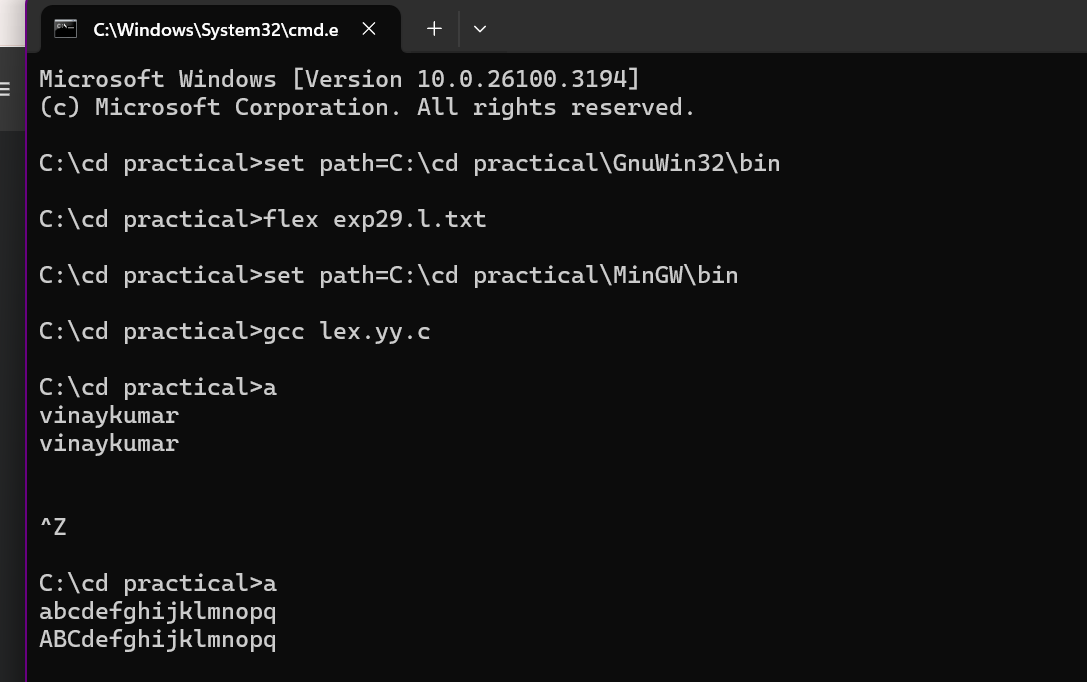 C:\Windows\System32\cmd.e
Microsoft Windows [Version 10.0.26100.3194]
(c) Microsoft Corporation. All rights reserved.
C:\cd practical>set path=C:\cd practical\GnuWin32\bin
C:\cd practical>flex exp29.l.txt
C:\cd practical>set path=C:\cd practical\MinGW\bin
C:\cd practical>gcc lex.yy.c
C:\cd practical>a
vinaykumar
vinaykumar
^Z
C:\cd practical>a
abcdefghijklmnopq
ABCdefghijklmnopq